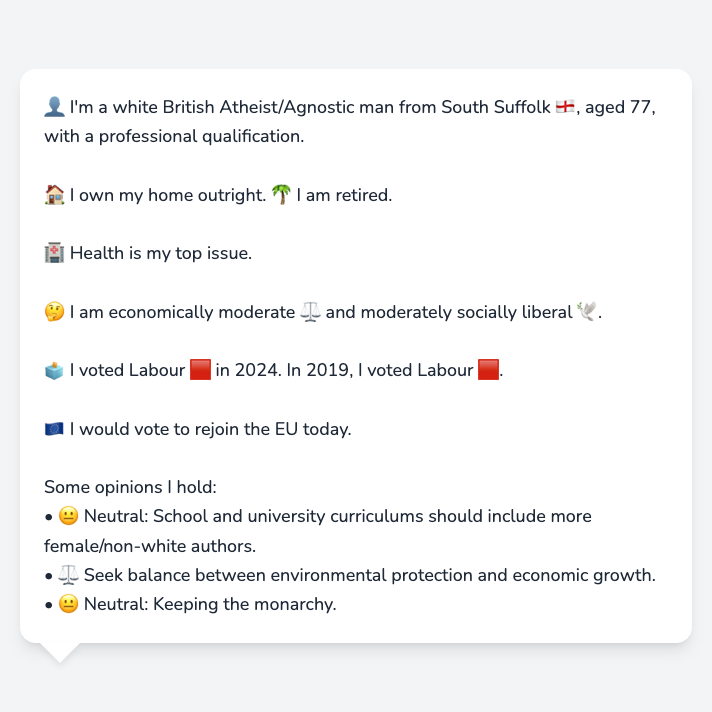 👤 I'm a white British Atheist/Agnostic man from South Suffolk 🏴󠁧󠁢󠁥󠁮󠁧󠁿, aged 77,
with a professional qualification.
🏠 I own my home outright. 🌴 I am retired.
🏥 Health is my top issue.
🤔 I am economically moderate ⚖️ and moderately socially liberal 🕊️.
🗳️ I voted Labour 🟥 in 2024. In 2019, I voted Labour 🟥.
🇪🇺 I would vote to rejoin the EU today.
Some opinions I hold:
• 😐 Neutral: School and university curriculums should include more
female/non-white authors.
• ⚖️ Seek balance between environmental protection and economic growth.
• 😐 Neutral: Keeping the monarchy.